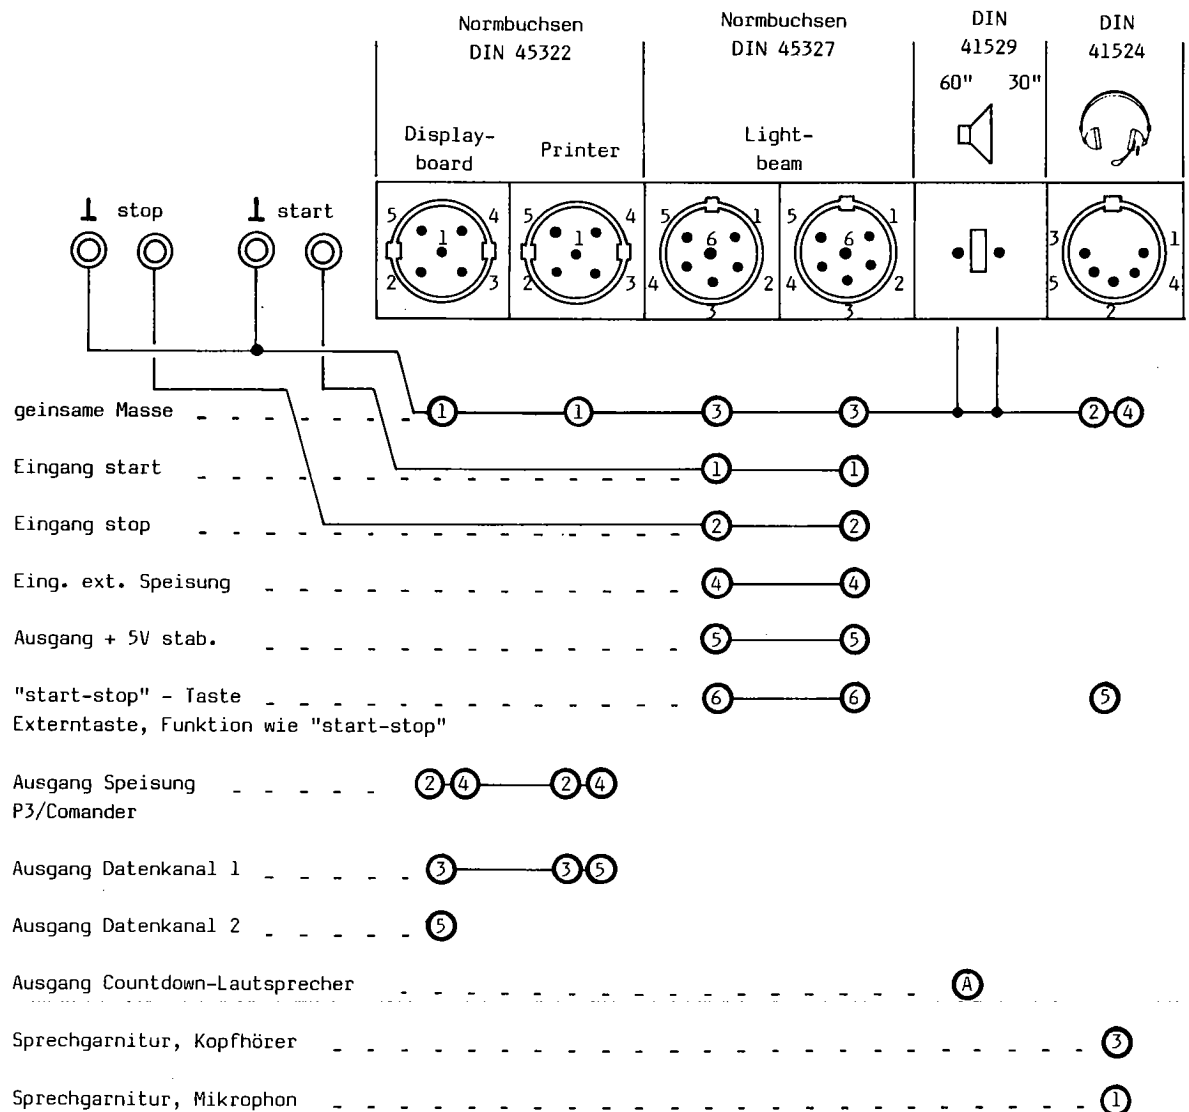 Normbuchsen Normbuchsen DIN DIN
DIN 45322 DIN 45327 41529 41524
60" 30"
Display- Printer Light-
board beam
⊥ stop ⊥ start
5 4 1 2 3
5 4 1 2 3
5 1 6 4 2 3
5 1 6 4 2 3
3 1 5 4 2
geinsame Masse 1 1 3 3 2 4
Eingang start 1 1
Eingang stop 2 2
Eing. ext. Speisung 4 4
Ausgang + 5V stab. 5 5
"start-stop" - Taste 6 6 5
Externtaste, Funktion wie "start-stop"
Ausgang Speisung 2 4 2 4
P3/Comander
Ausgang Datenkanal 1 3 3 5
Ausgang Datenkanal 2 5
Ausgang Countdown-Lautsprecher A
Sprechgarnitur, Kopfhörer 3
Sprechgarnitur, Mikrophon 1